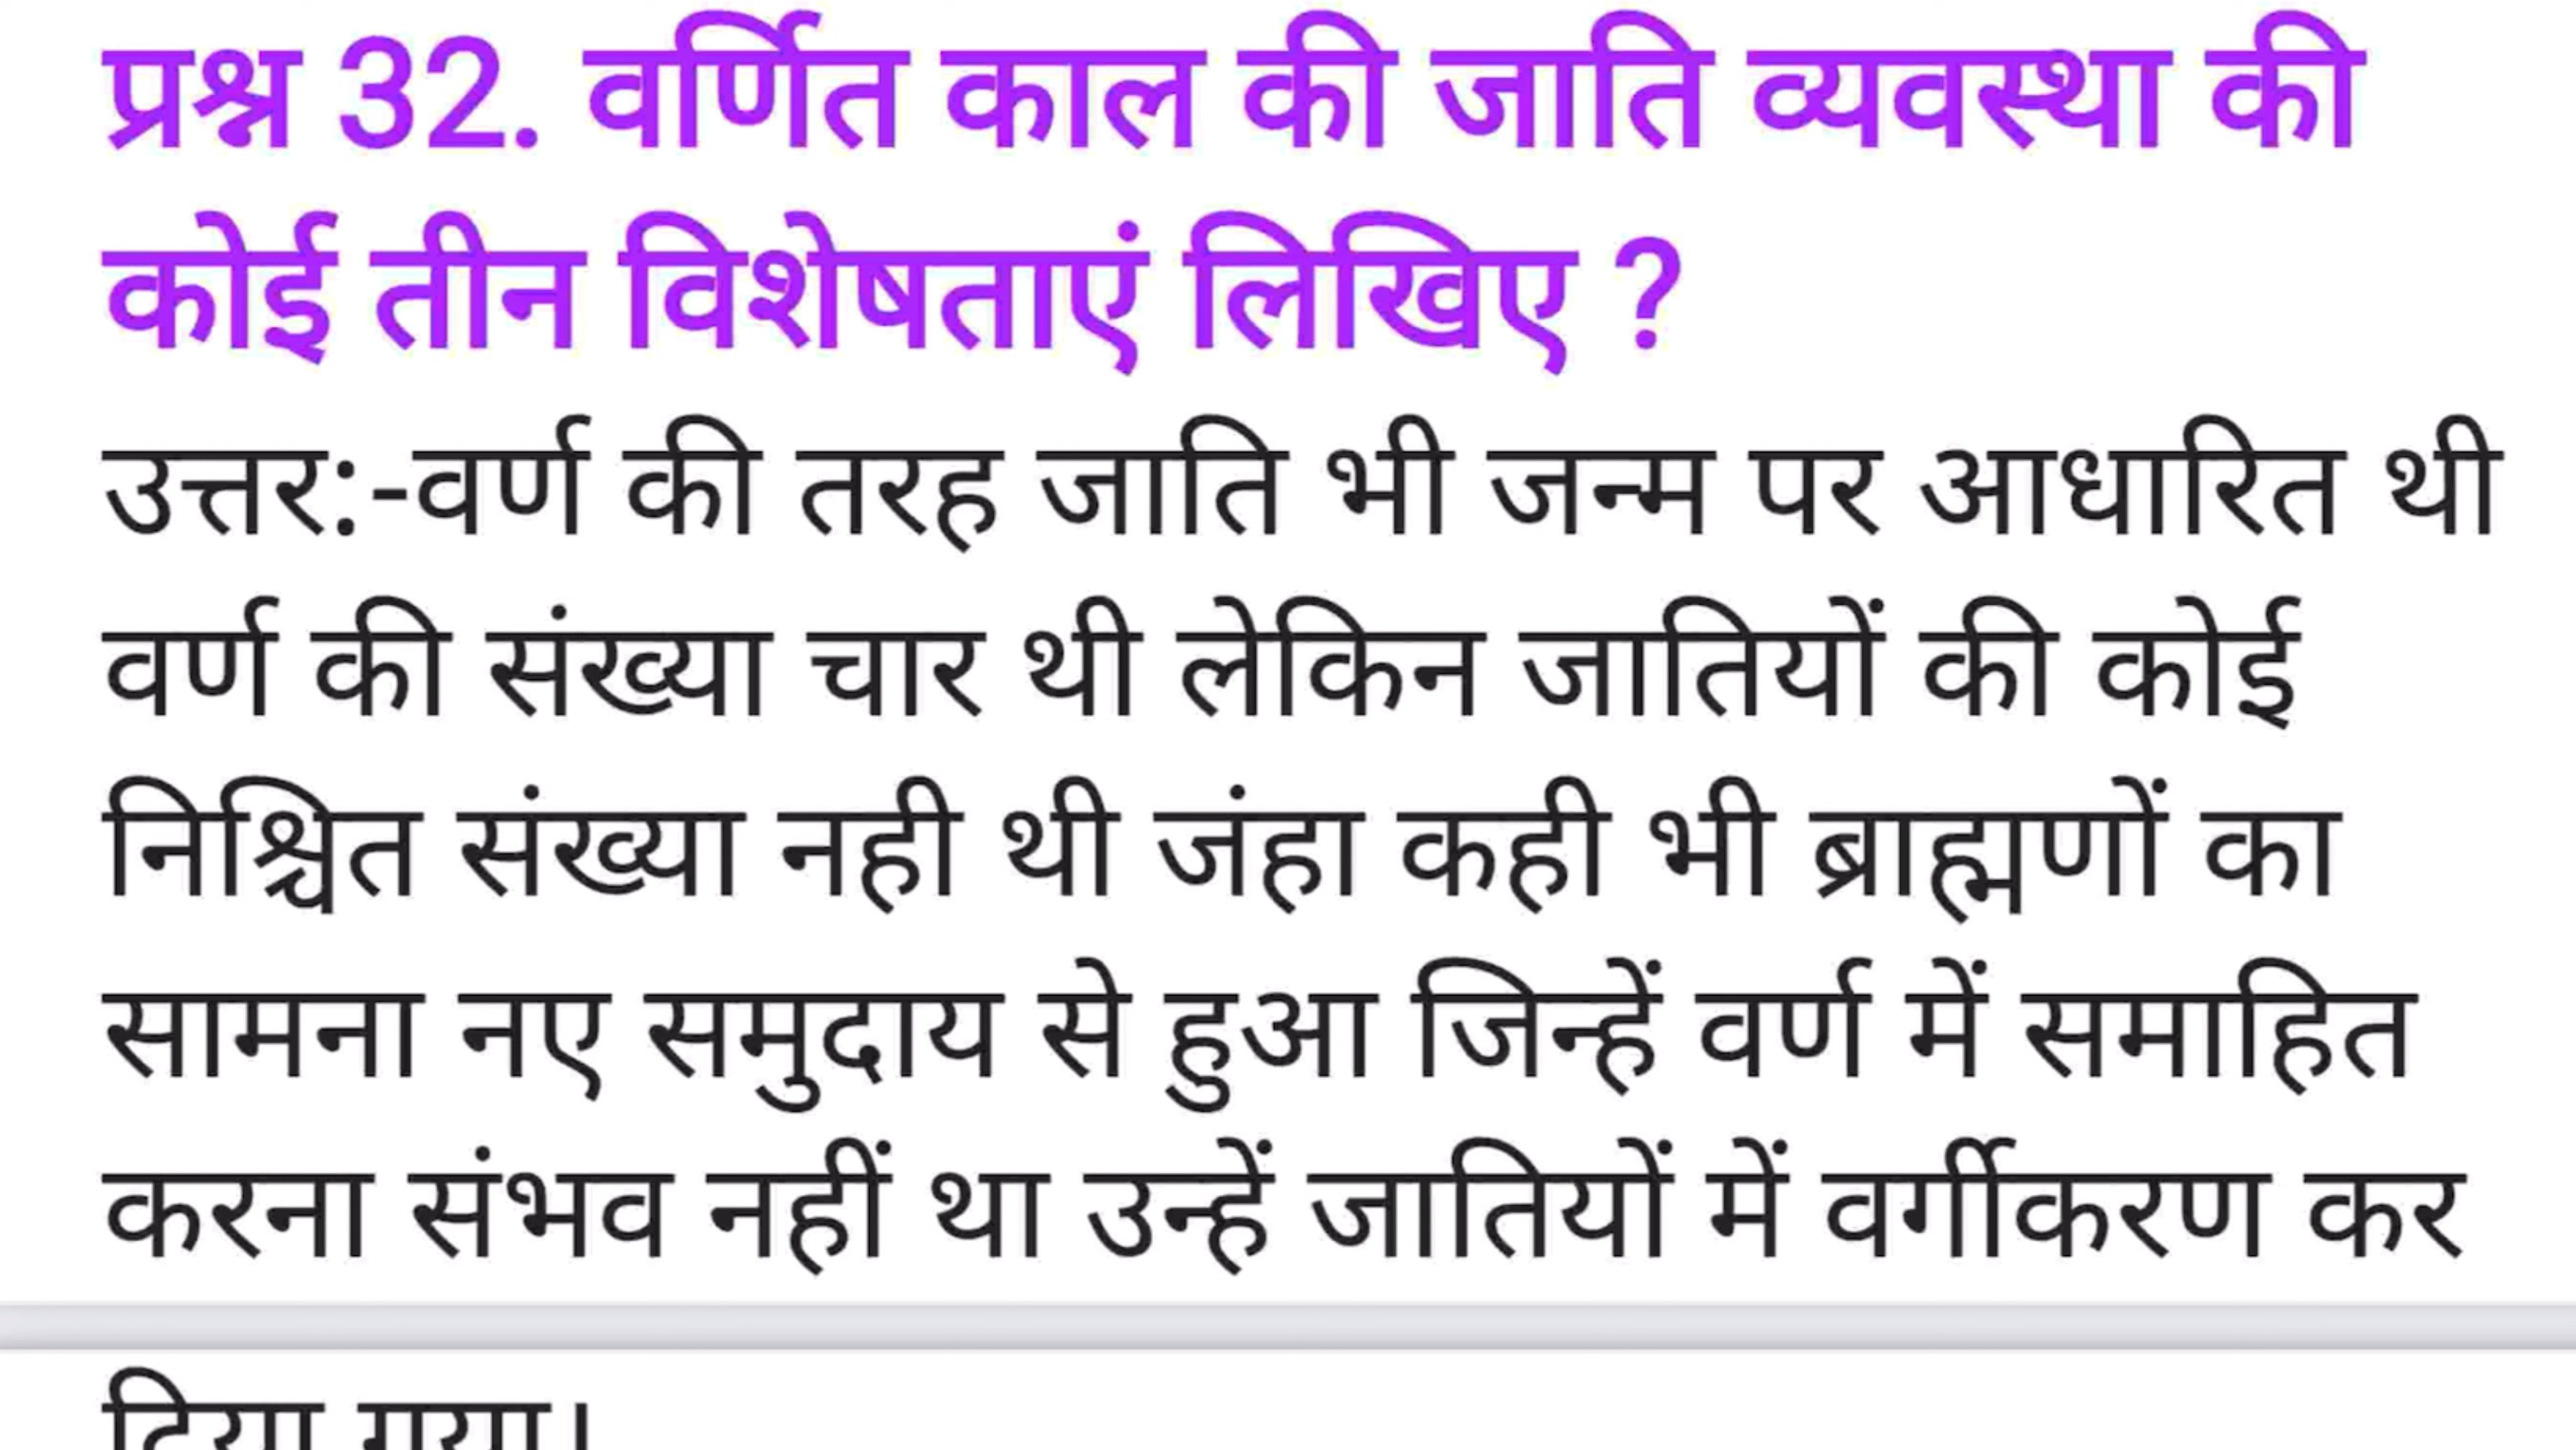 प्रश्न 32. वर्णित काल की जाति व्यवस्था की
कोई तीन विशेषताएं लिखिए ?
उत्तर:-वर्ण की तरह जाति भी जन्म पर आधारित थी
वर्ण की संख्या चार थी लेकिन जातियों की कोई
निश्चित संख्या नही थी जंहा कही भी ब्राह्मणों का
सामना नए समुदाय से हुआ जिन्हें वर्ण में समाहित
करना संभव नहीं था उन्हें जातियों में वर्गीकरण कर
दिया गया।